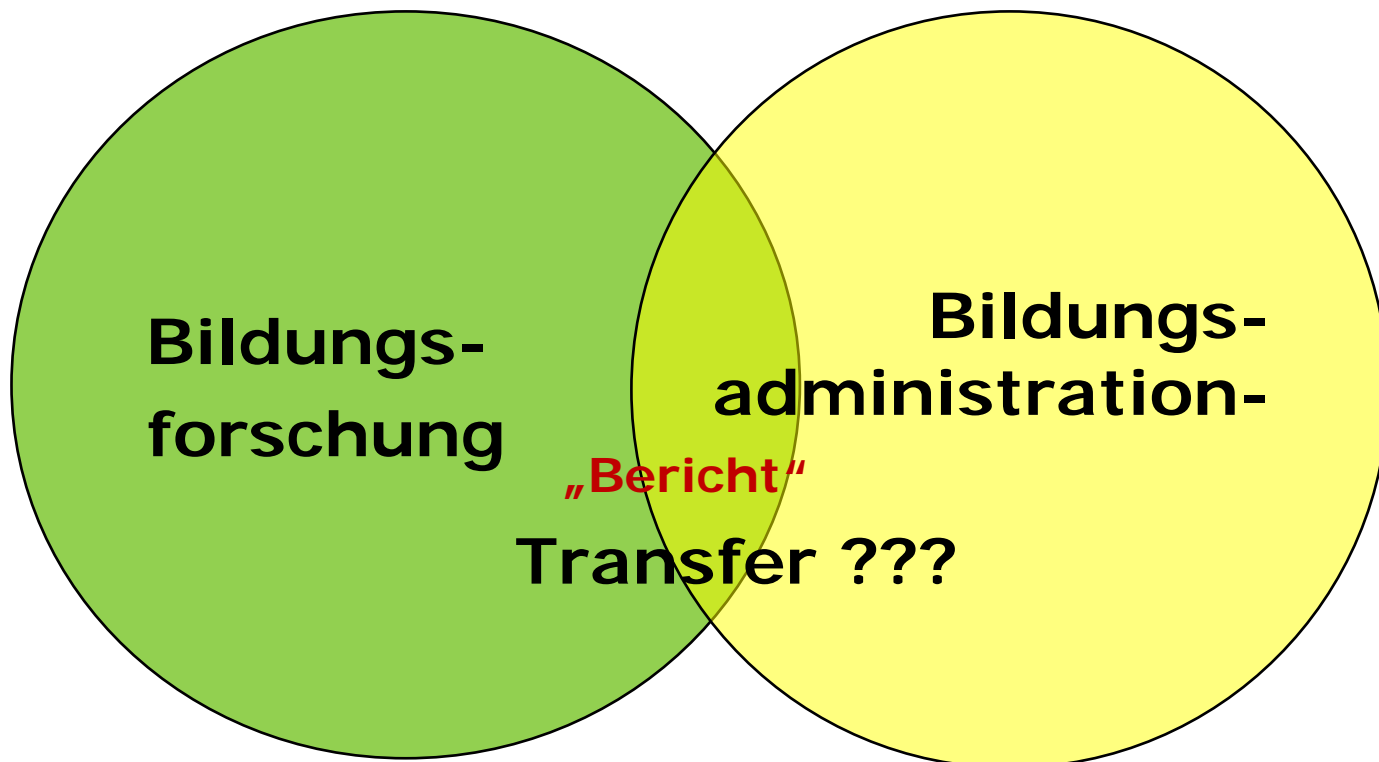 Bildungs-
forschung
Bildungs-
administration-
„Bericht“
Transfer ???